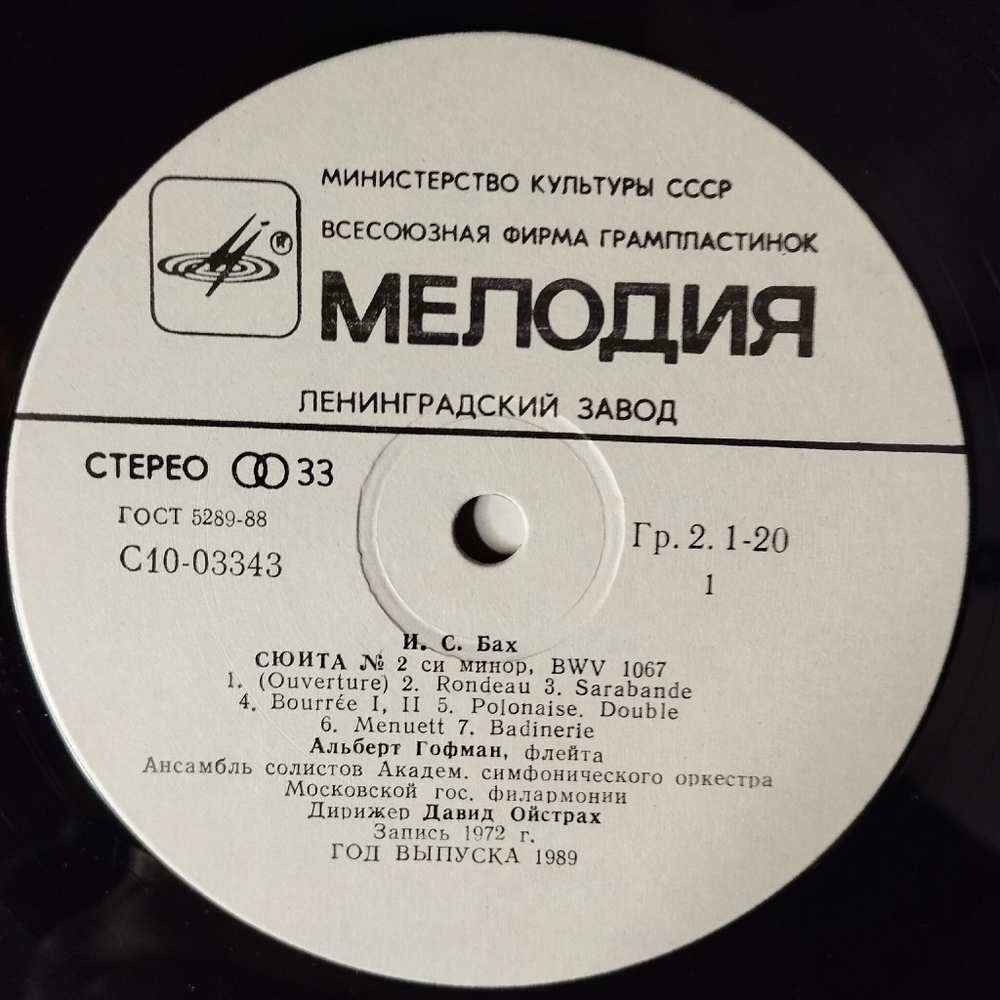 МИНИСТЕРСТВО КУЛЬТУРЫ СССР
ВСЕСОЮЗНАЯ ФИРМА ГРАМПЛАСТИНОК
МЕЛОДИЯ
ЛЕНИНГРАДСКИЙ ЗАВОД
СТЕРЕО 33
ГОСТ 5289-88
С10-03343
Гр. 2. 1-20
1
И. С. Бах
СЮИТА № 2 си минор, BWV 1067
1. (Ouverture) 2. Rondeau 3. Sarabande
4. Bourrée I, II 5. Polonaise. Double
6. Menuett 7. Badinerie
Альберт Гофман, флейта
Ансамбль солистов Академ. симфонического оркестра
Московской гос. филармонии
Дирижер Давид Ойстрах
Запись 1972 г.
ГОД ВЫПУСКА 1989